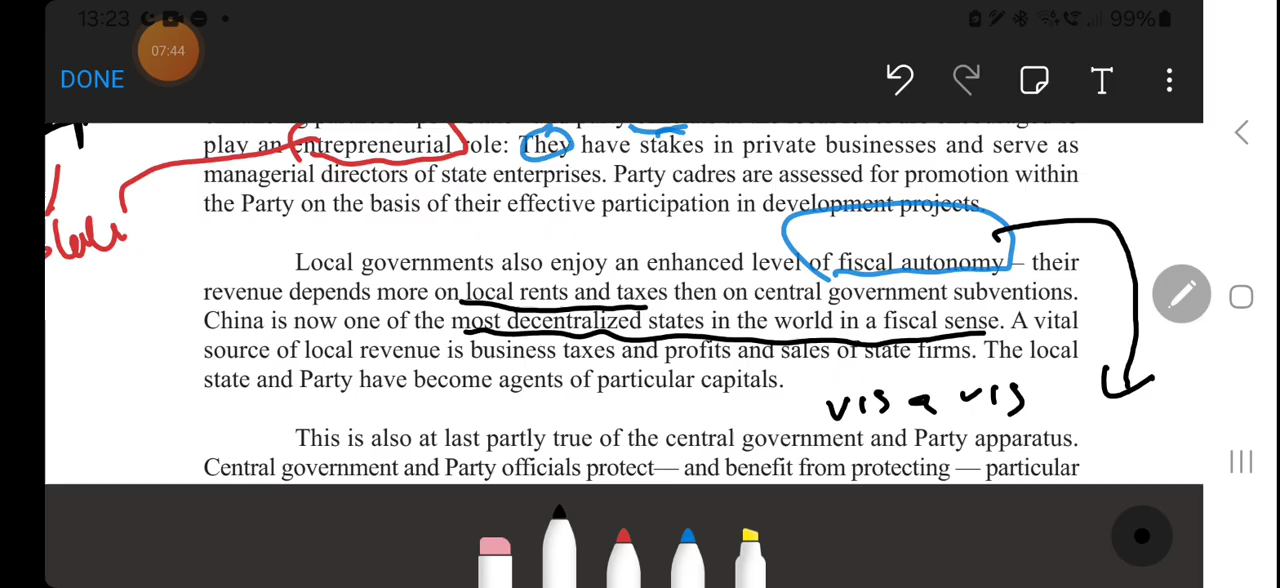 13:23
99%
07:44
DONE
play an entrepreneurial role: They have stakes in private businesses and serve as
managerial directors of state enterprises. Party cadres are assessed for promotion within
the Party on the basis of their effective participation in development projects.
Local governments also enjoy an enhanced level of fiscal autonomy— their
revenue depends more on local rents and taxes then on central government subventions.
China is now one of the most decentralized states in the world in a fiscal sense. A vital
source of local revenue is business taxes and profits and sales of state firms. The local
state and Party have become agents of particular capitals.
vis a vis
This is also at last partly true of the central government and Party apparatus.
Central government and Party officials protect— and benefit from protecting — particular